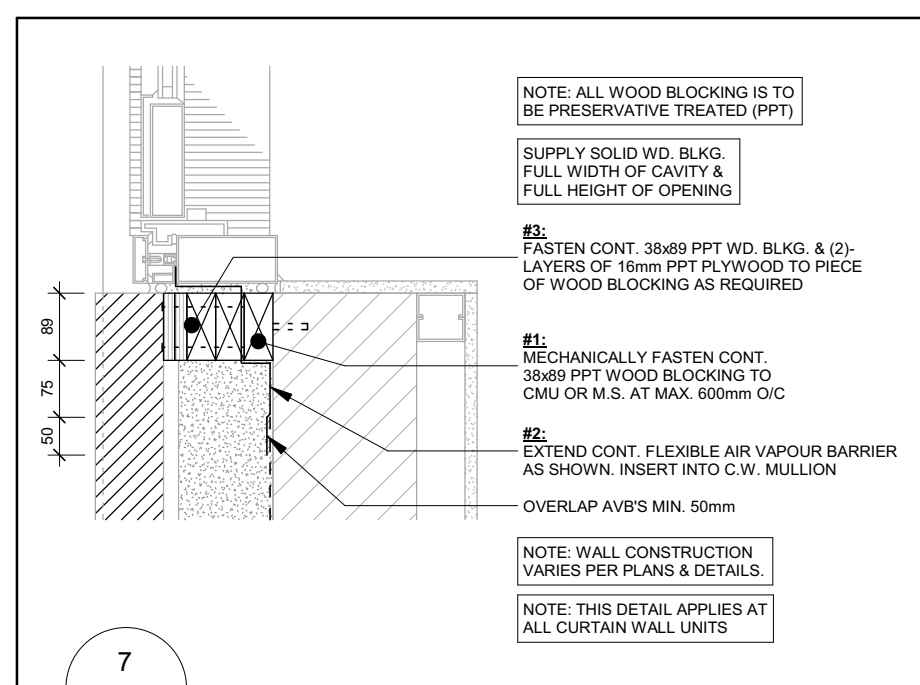 NOTE: ALL WOOD BLOCKING IS TO
BE PRESERVATIVE TREATED (PPT)
SUPPLY SOLID WD. BLKG.
FULL WIDTH OF CAVITY &
FULL HEIGHT OF OPENING
#3:
FASTEN CONT. 38x89 PPT WD. BLKG. & (2)-
LAYERS OF 16mm PPT PLYWOOD TO PIECE
OF WOOD BLOCKING AS REQUIRED
89
75
50
#1:
MECHANICALLY FASTEN CONT.
38x89 PPT WOOD BLOCKING TO
CMU OR M.S. AT MAX. 600mm O/C
#2:
EXTEND CONT. FLEXIBLE AIR VAPOUR BARRIER
AS SHOWN. INSERT INTO C.W. MULLION
OVERLAP AVB'S MIN. 50mm
NOTE: WALL CONSTRUCTION
VARIES PER PLANS & DETAILS.
NOTE: THIS DETAIL APPLIES AT
ALL CURTAIN WALL UNITS
7